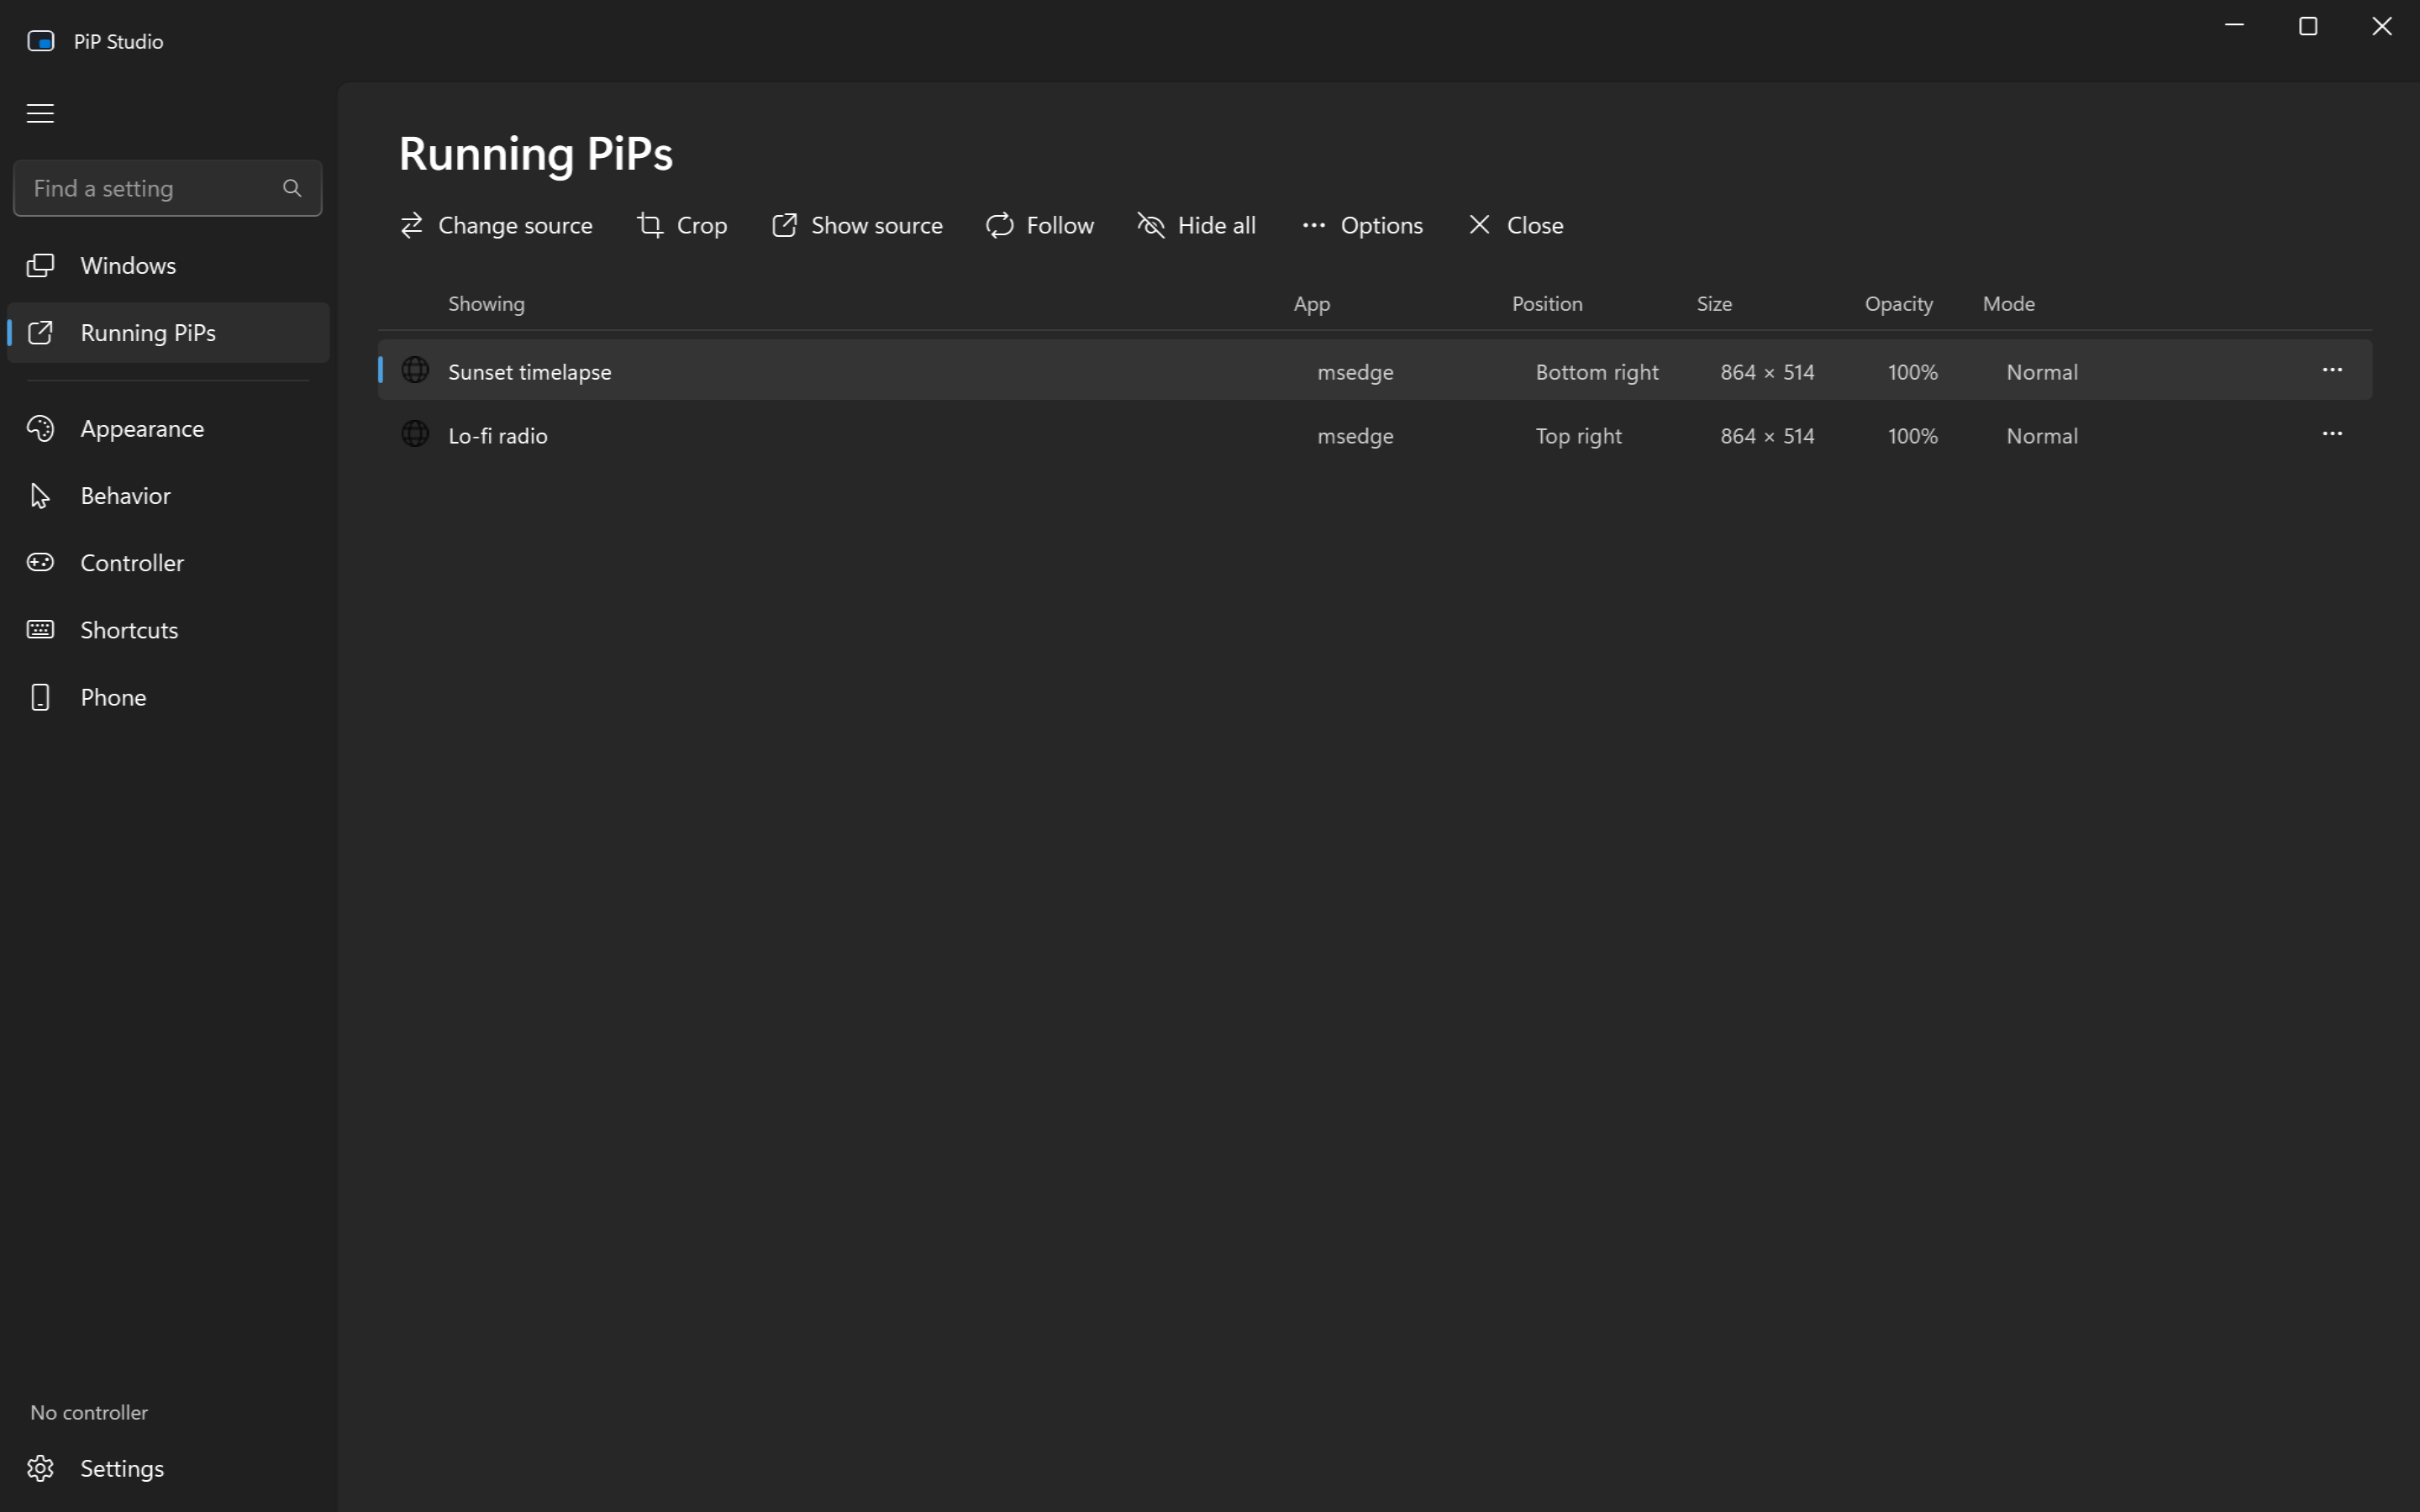 PiP Studio
Find a setting
Windows
Running PiPs
Appearance
Behavior
Controller
Shortcuts
Phone
No controller
Settings
Running PiPs
Change source Crop Show source Follow Hide all Options Close
Showing App Position Size Opacity Mode
Sunset timelapse msedge Bottom right 864 × 514 100% Normal
Lo-fi radio msedge Top right 864 × 514 100% Normal